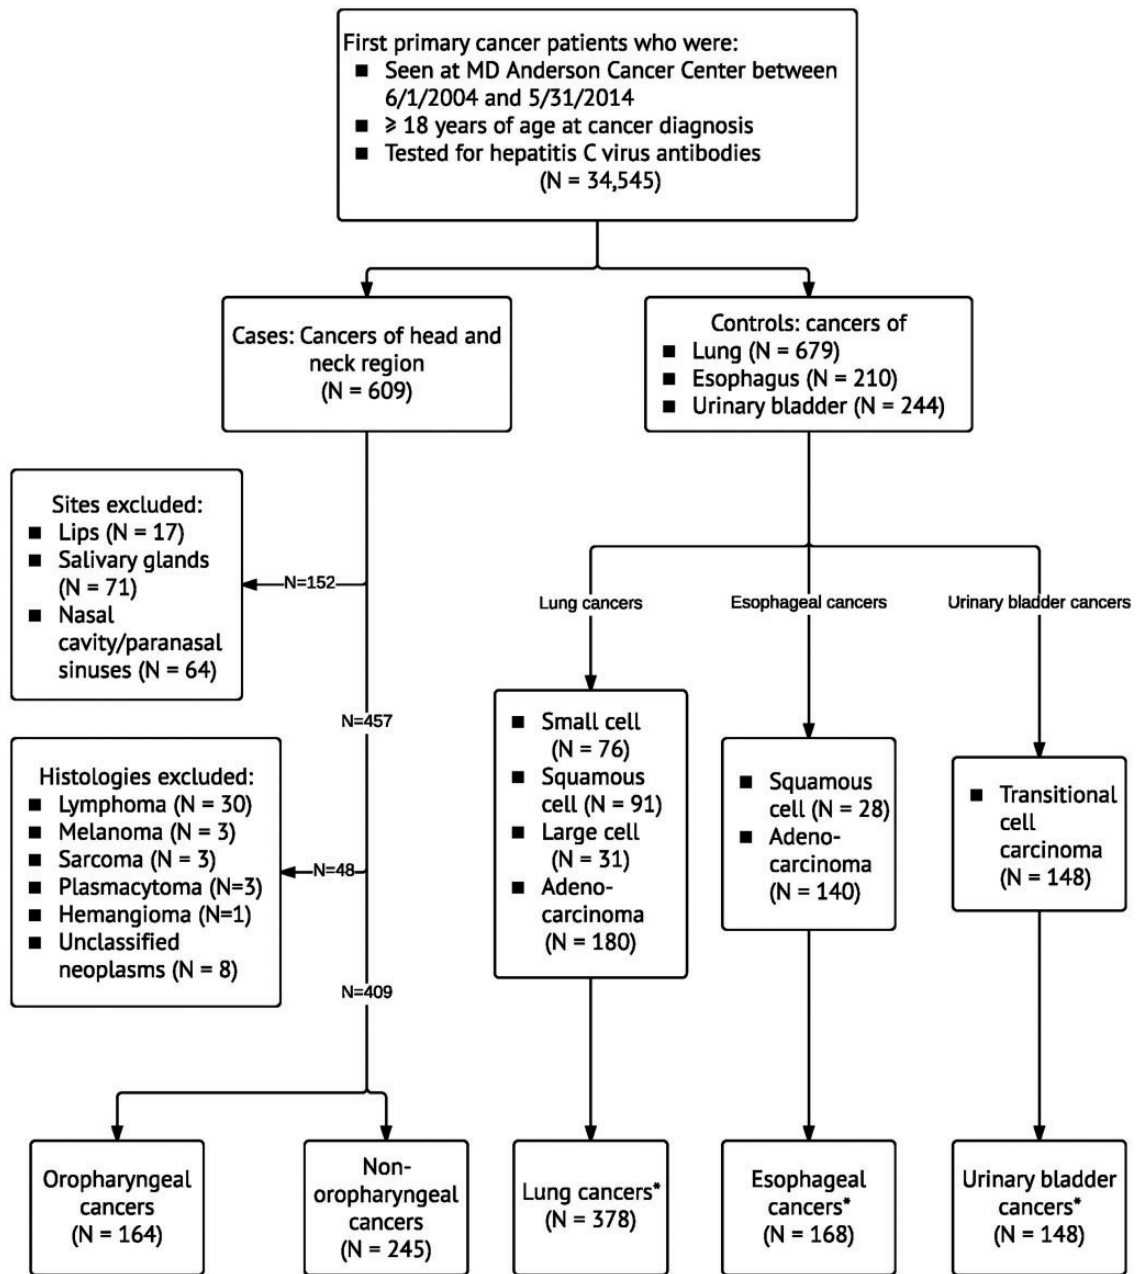 First primary cancer patients who were:
■ Seen at MD Anderson Cancer Center between
6/1/2004 and 5/31/2014
■ ≥ 18 years of age at cancer diagnosis
■ Tested for hepatitis C virus antibodies
(N = 34,545)
Cases: Cancers of head and
neck region
(N = 609)
Controls: cancers of
■ Lung (N = 679)
■ Esophagus (N = 210)
■ Urinary bladder (N = 244)
Sites excluded:
■ Lips (N = 17)
■ Salivary glands
(N = 71)
■ Nasal
cavity/paranasal
sinuses (N = 64)
N=152
N=457
Histologies excluded:
■ Lymphoma (N = 30)
■ Melanoma (N = 3)
■ Sarcoma (N = 3)
■ Plasmacytoma (N=3)
■ Hemangioma (N=1)
■ Unclassified
neoplasms (N = 8)
N=48
N=409
Oropharyngeal
cancers
(N = 164)
Non-
oropharyngeal
cancers
(N = 245)
Lung cancers
■ Small cell
(N = 76)
■ Squamous
cell (N = 91)
■ Large cell
(N = 31)
■ Adeno-
carcinoma
(N = 180)
Lung cancers*
(N = 378)
Esophageal cancers
■ Squamous
cell (N = 28)
■ Adeno-
carcinoma
(N = 140)
Esophageal
cancers*
(N = 168)
Urinary bladder cancers
■ Transitional
cell
carcinoma
(N = 148)
Urinary bladder
cancers*
(N = 148)